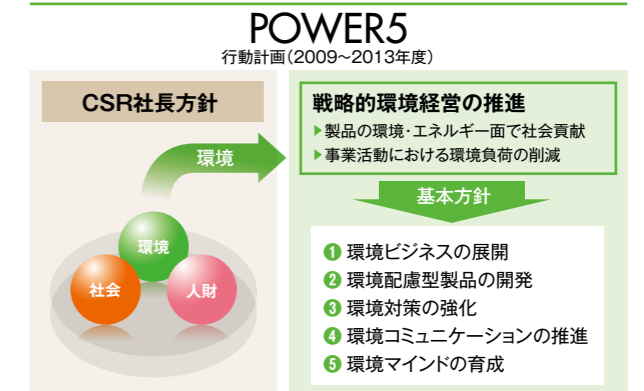 POWER5
行動計画(2009〜2013年度)
CSR社長方針
環境
環境
社会
人財
戦略的環境経営の推進
▶製品の環境・エネルギー面で社会貢献
▶事業活動における環境負荷の削減
基本方針
❶ 環境ビジネスの展開
❷ 環境配慮型製品の開発
❸ 環境対策の強化
❹ 環境コミュニケーションの推進
❺ 環境マインドの育成